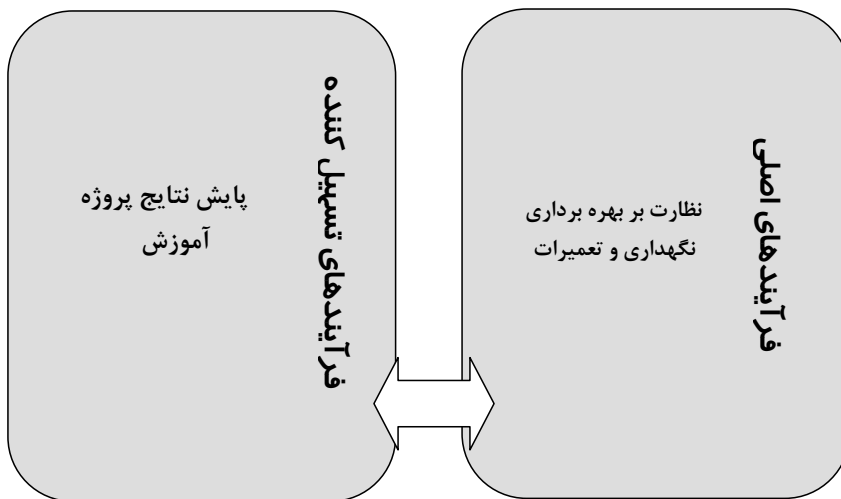 فرآیندهای اصلی
نظارت بر بهره برداری
نگهداری و تعمیرات
فرآیندهای تسهیل کننده
پایش نتایج پروژه
آموزش